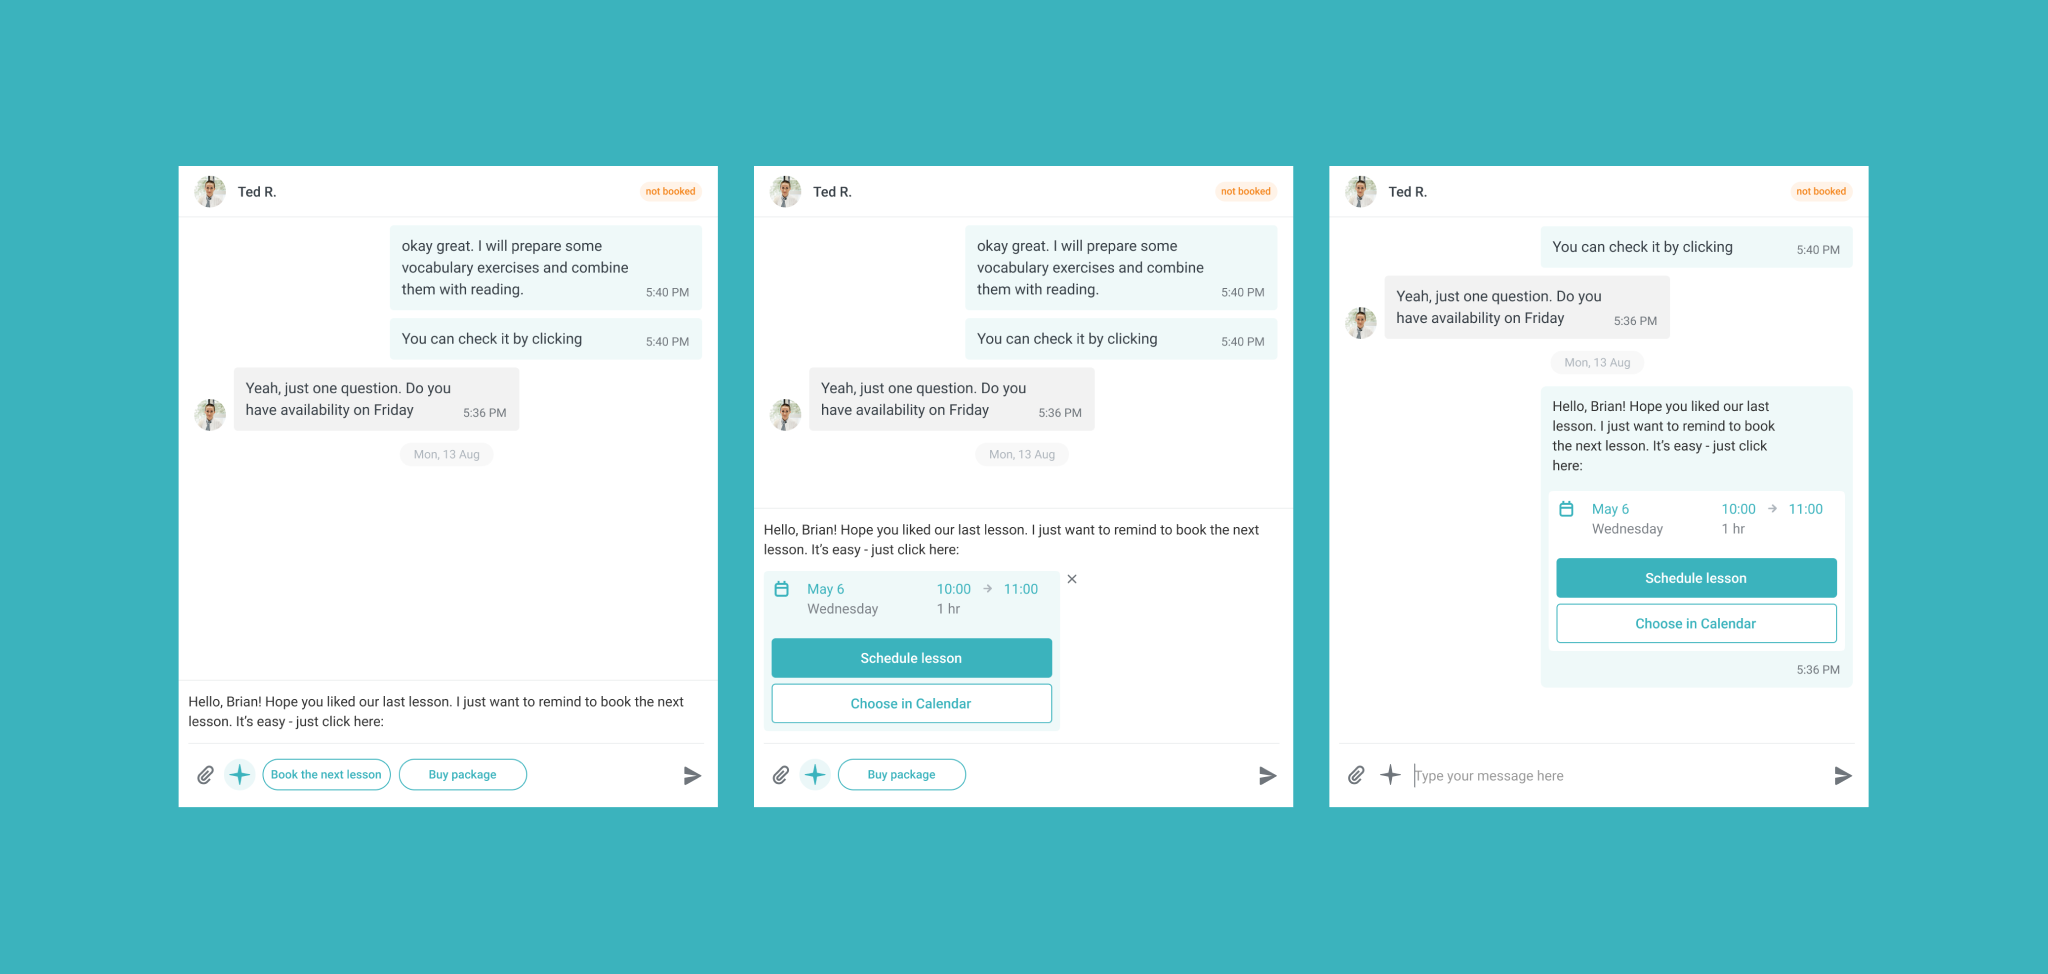 Ted R.
not booked
okay great. I will prepare some
vocabulary exercises and combine
them with reading.
5:40 PM
You can check it by clicking
5:40 PM
Yeah, just one question. Do you
have availability on Friday
5:36 PM
Mon, 13 Aug
Hello, Brian! Hope you liked our last lesson. I just want to remind to book the next
lesson. It’s easy - just click here:
Book the next lesson
Buy package
Ted R.
not booked
okay great. I will prepare some
vocabulary exercises and combine
them with reading.
5:40 PM
You can check it by clicking
5:40 PM
Yeah, just one question. Do you
have availability on Friday
5:36 PM
Mon, 13 Aug
Hello, Brian! Hope you liked our last lesson. I just want to remind to book the next
lesson. It’s easy - just click here:
May 6 10:00 → 11:00
Wednesday 1 hr
Schedule lesson
Choose in Calendar
Buy package
Ted R.
not booked
You can check it by clicking
5:40 PM
Yeah, just one question. Do you
have availability on Friday
5:36 PM
Mon, 13 Aug
Hello, Brian! Hope you liked our last
lesson. I just want to remind to book
the next lesson. It’s easy - just click
here:
May 6 10:00 → 11:00
Wednesday 1 hr
Schedule lesson
Choose in Calendar
5:36 PM
Type your message here